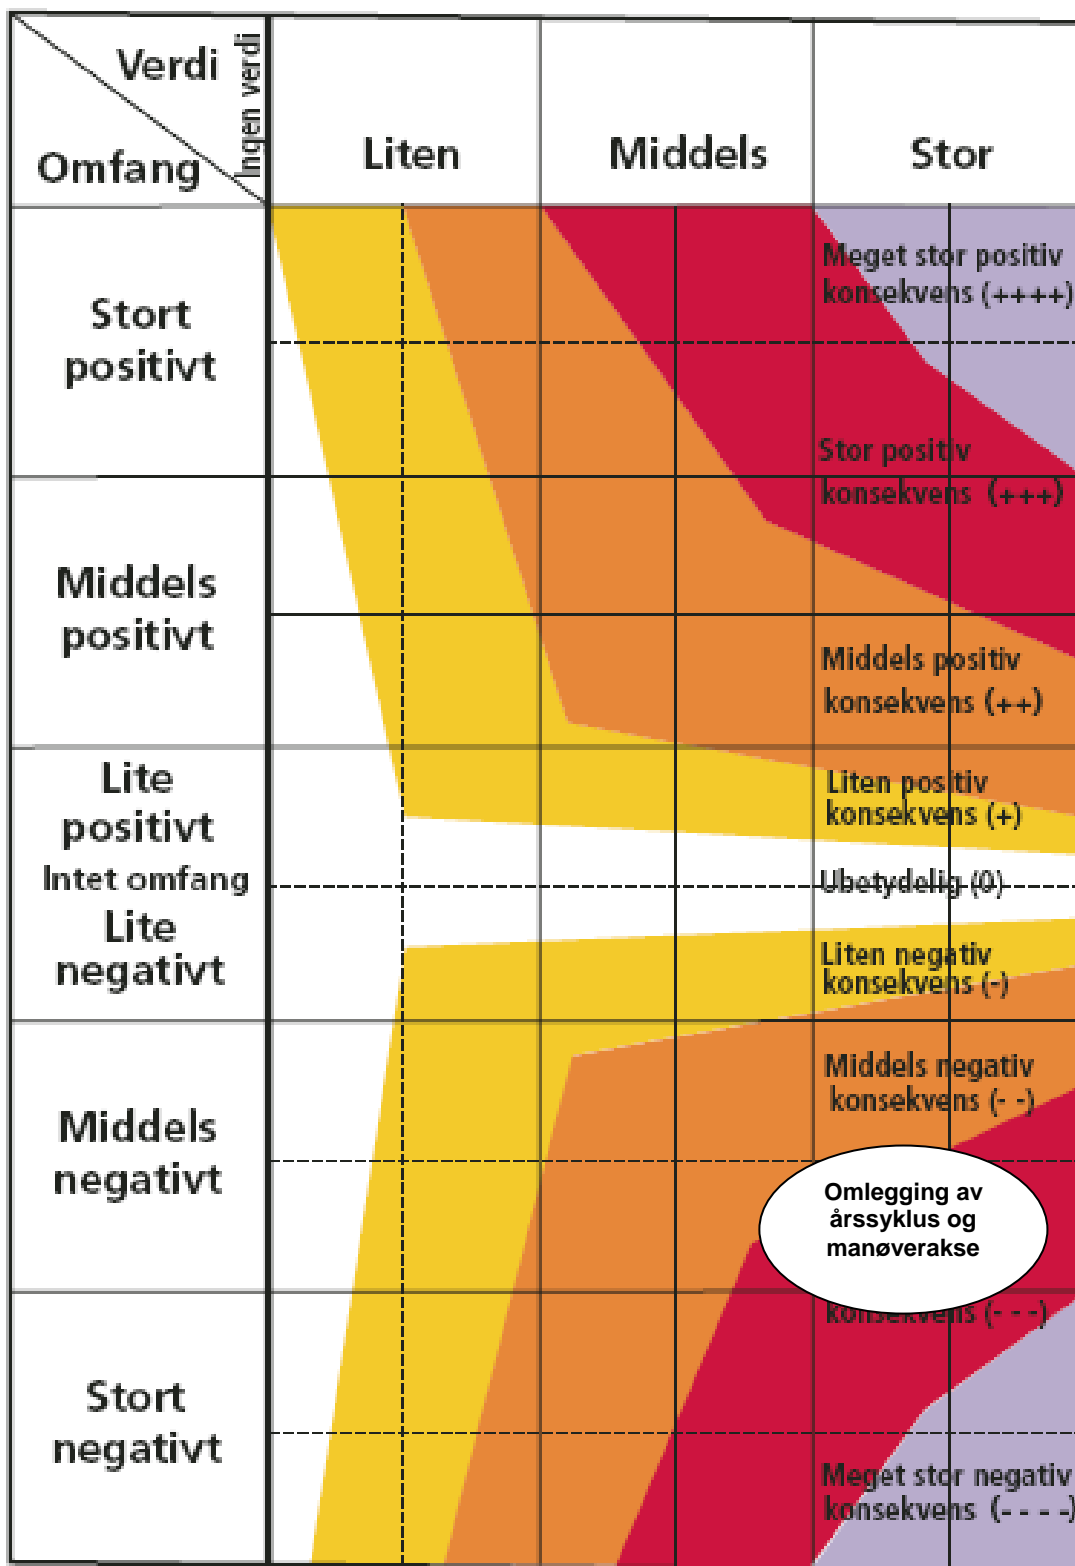 Verdi
Ingen verdi
Omfang
Liten
Middels
Stor
Stort
positivt
Meget stor positiv
konsekvens (++++)
Stor positiv
konsekvens (+++)
Middels
positivt
Middels positiv
konsekvens (++)
Lite
positivt
Liten positiv
konsekvens (+)
Intet omfang
Ubetydelig (0)
Lite
negativt
Liten negativ
konsekvens (-)
Middels
negativt
Middels negativ
konsekvens (- -)
Omlegging av
årssyklus og
manøverakse
konsekvens (- - -)
Stort
negativt
Meget stor negativ
konsekvens (- - - -)